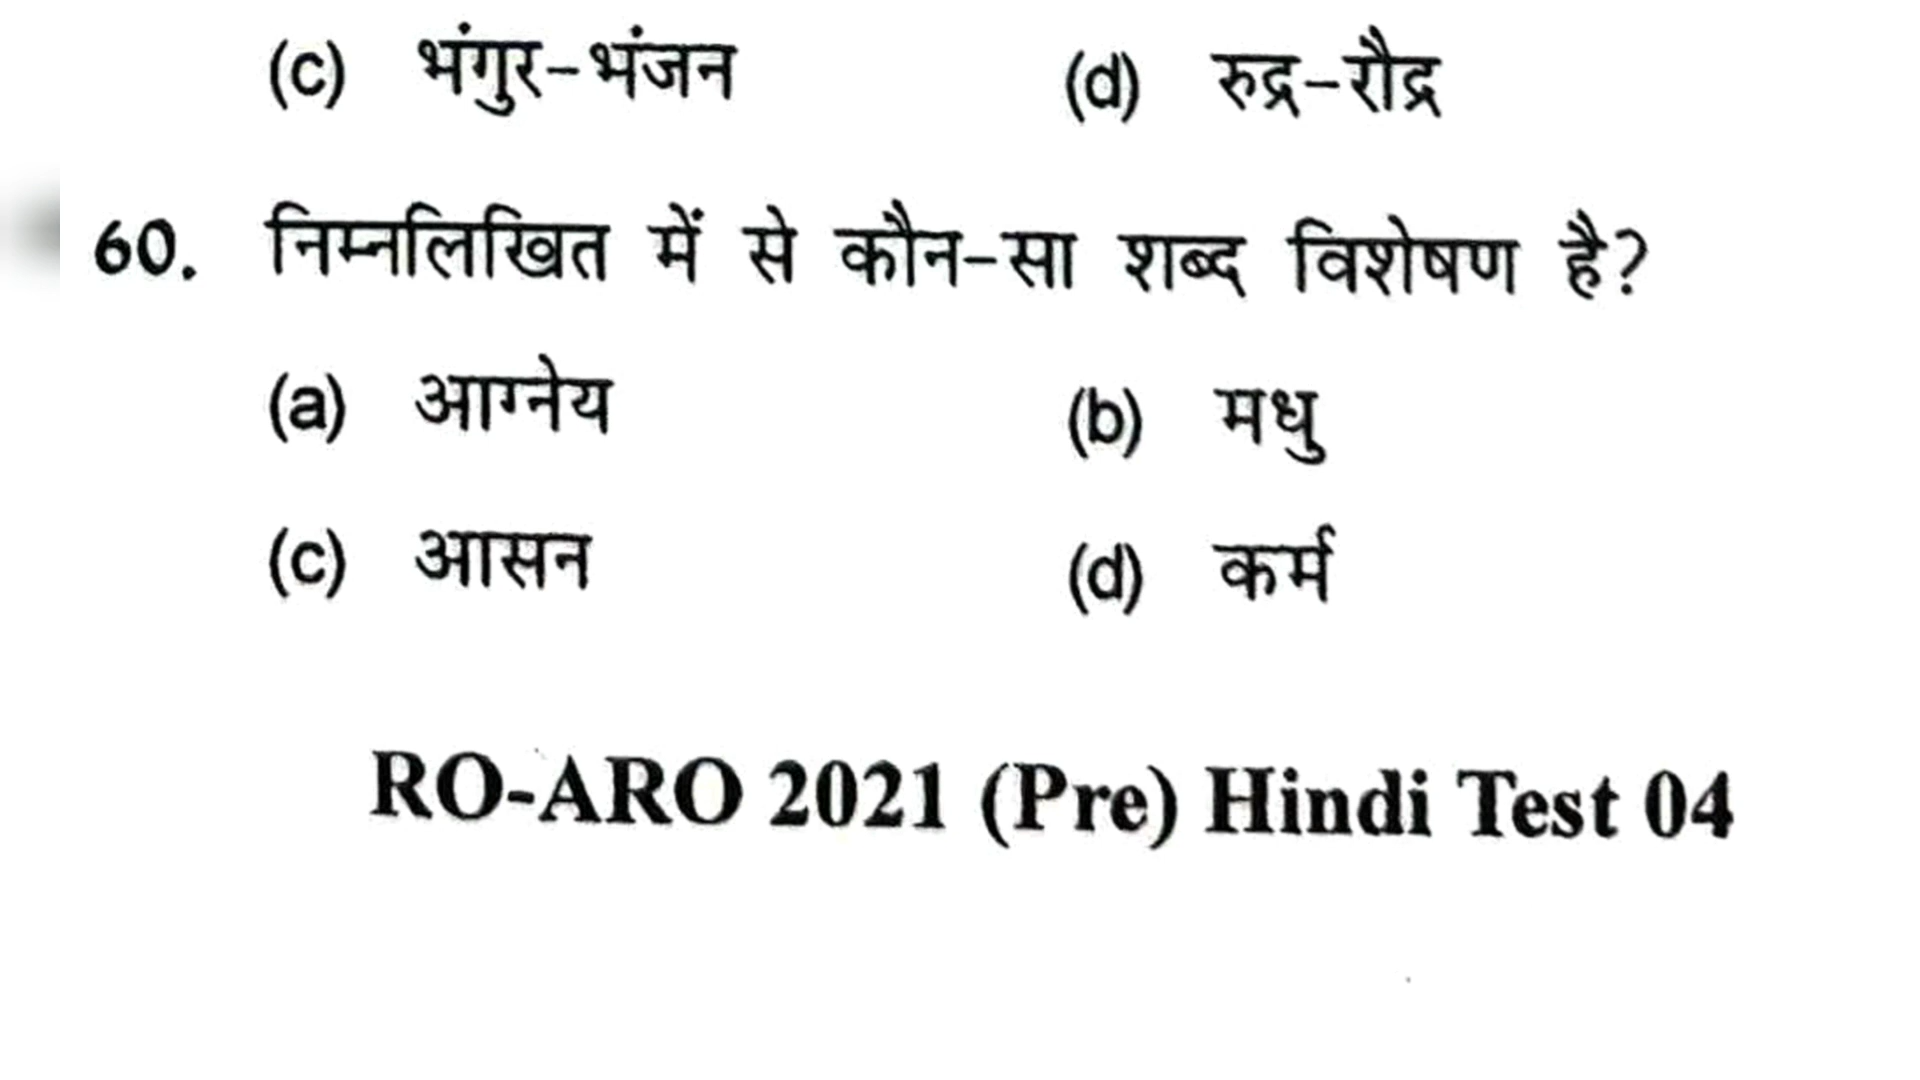 (c) भंगुर-भंजन (d) रुद्र-रौद्र
60. निम्नलिखित में से कौन-सा शब्द विशेषण है?
(a) आग्नेय (b) मधु
(c) आसन (d) कर्म
RO-ARO 2021 (Pre) Hindi Test 04